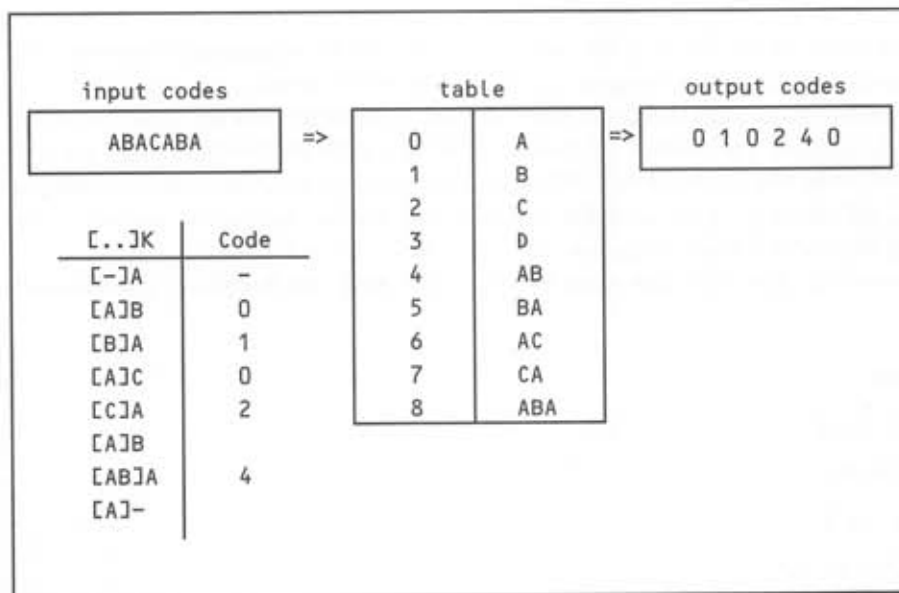 input codes table output codes
ABACABA => 0 A => 0 1 0 2 4 0
1 B
2 C
[..]K Code 3 D
[-]A - 4 AB
[A]B 0 5 BA
[B]A 1 6 AC
[A]C 0 7 CA
[C]A 2 8 ABA
[A]B
[AB]A 4
[A]-